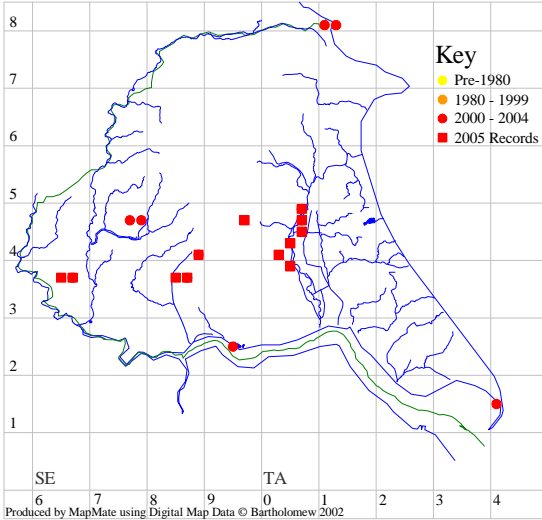 8
Key
Pre-1980
7
1980 - 1999
2000 - 2004
2005 Records
6
5
4
3
2
1
SE TA
6 7 8 9 0 1 2 3 4
Produced by MapMate using Digital Map Data © Bartholomew 2002